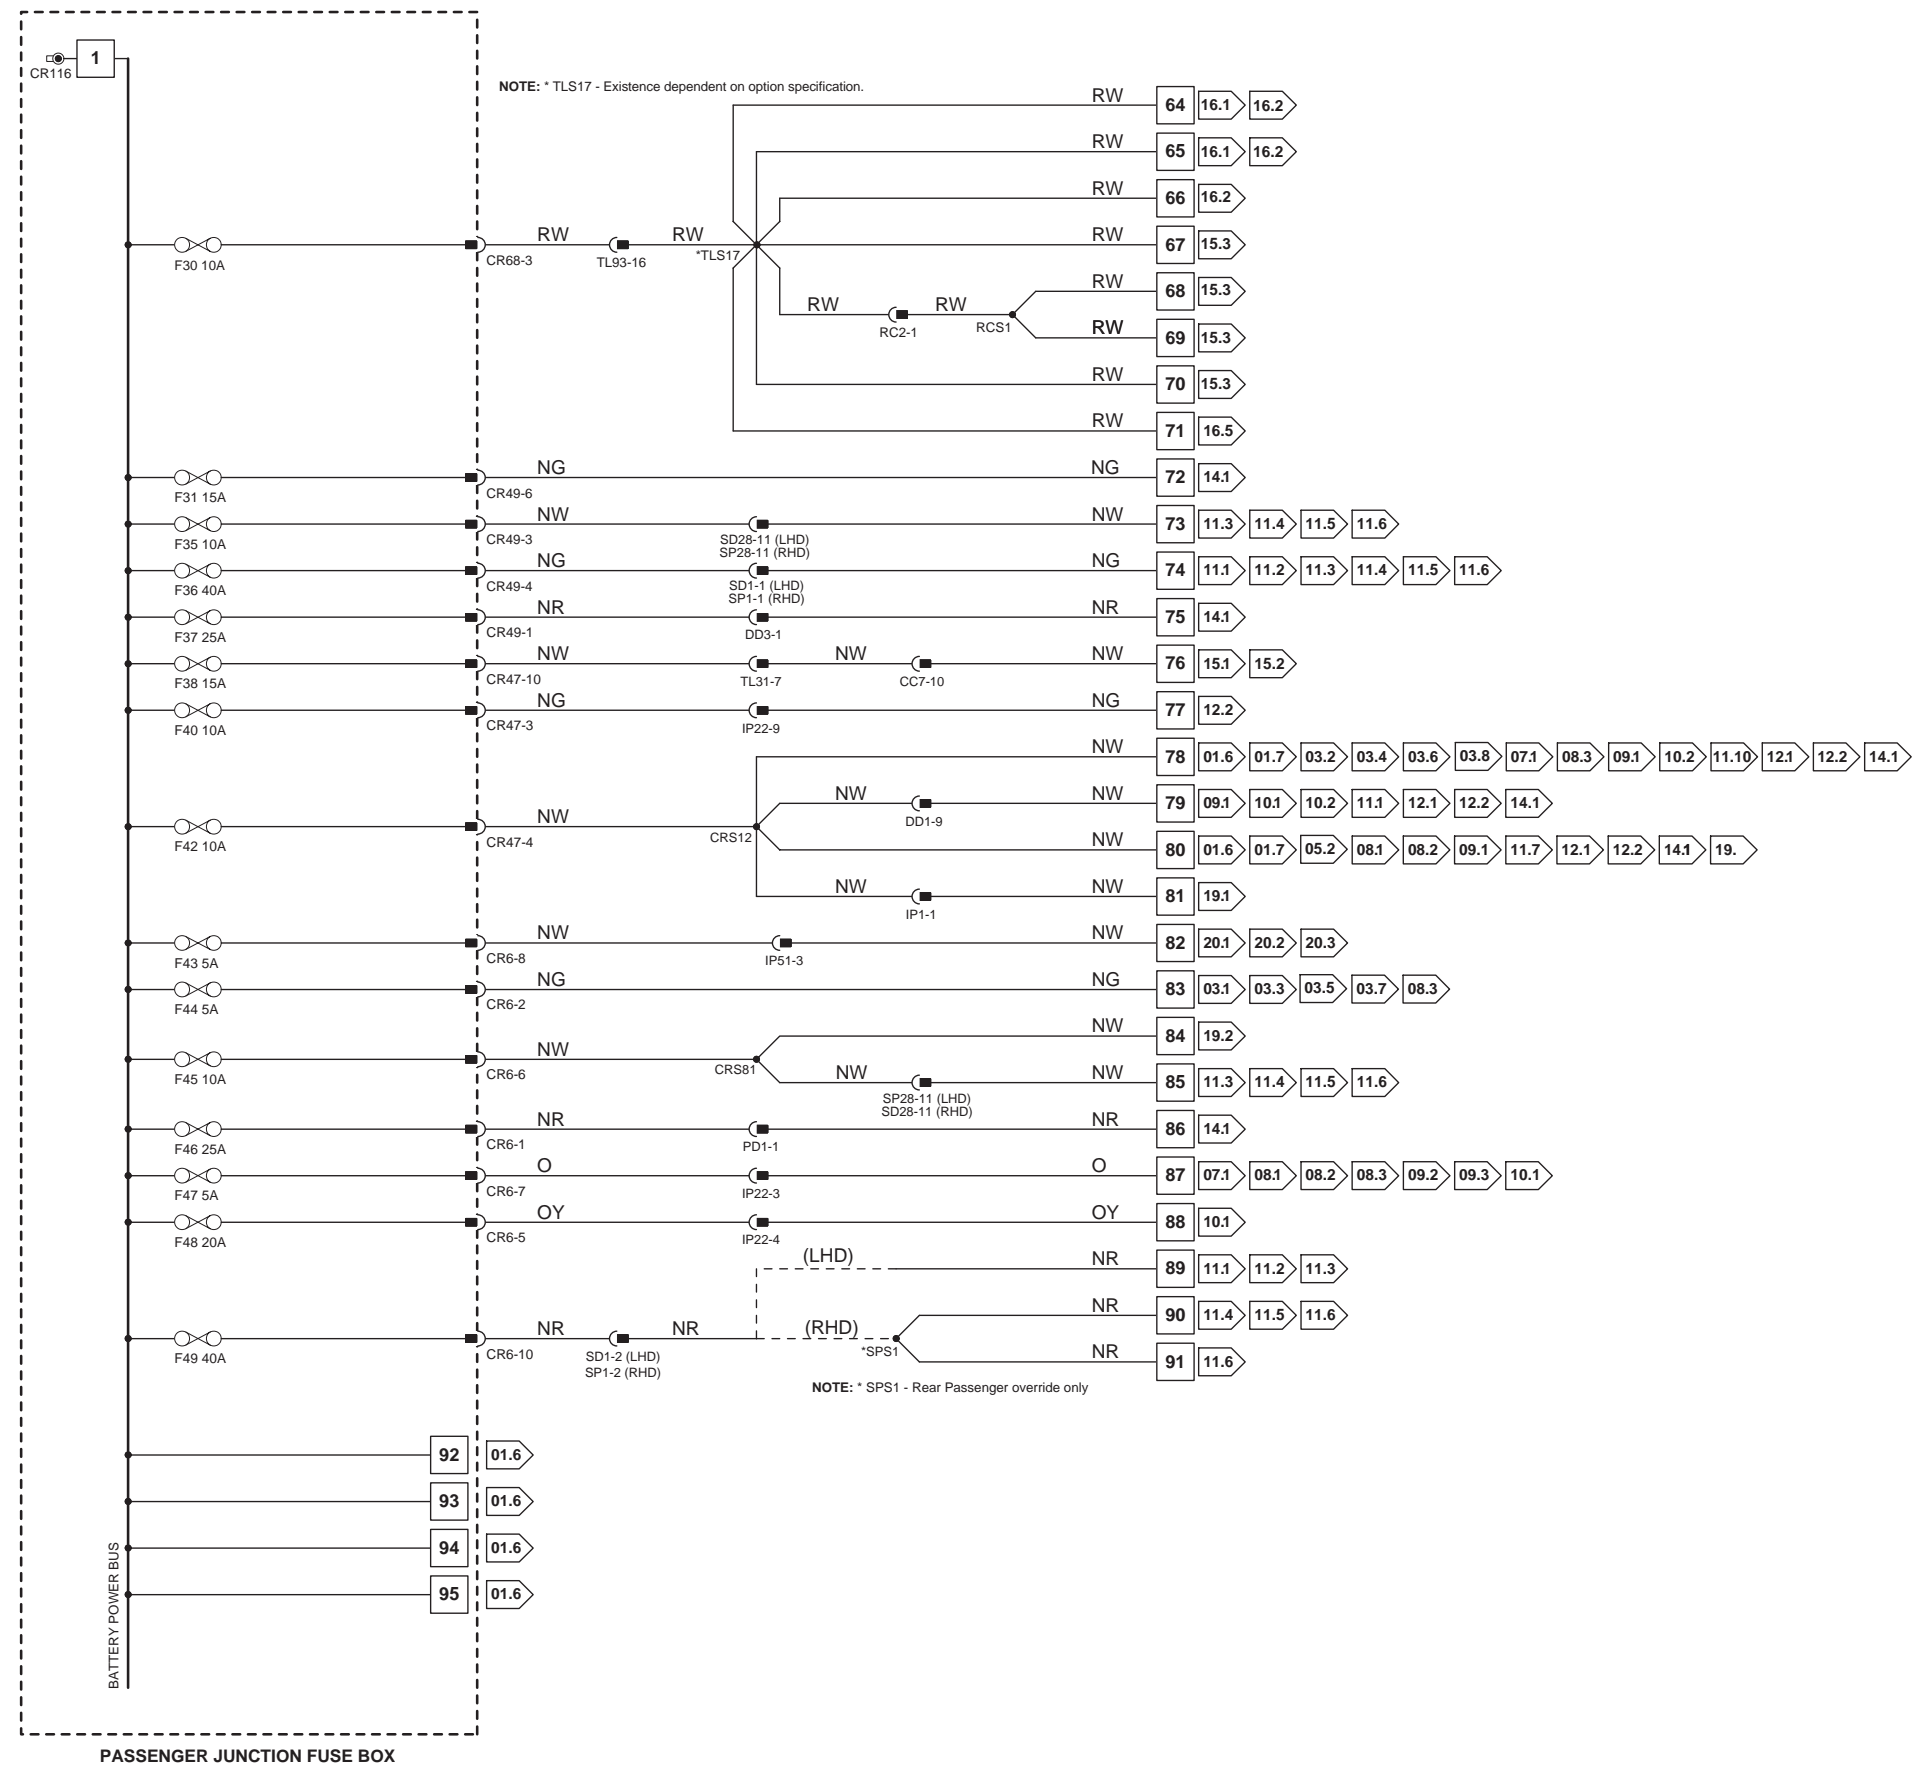 1
CR116
NOTE: * TLS17 - Existence dependent on option specification.
RW 64 16.1 16.2
RW 65 16.1 16.2
RW 66 16.2
F30 10A CR68-3 RW TL93-16 RW *TLS17 RW 67 15.3
RW 68 15.3
RW RC2-1 RW RCS1
RW 69 15.3
RW 70 15.3
RW 71 16.5
F31 15A CR49-6 NG NG 72 14.1
F35 10A CR49-3 NW SD28-11 (LHD) NW 73 11.3 11.4 11.5 11.6
SP28-11 (RHD)
F36 40A CR49-4 NG SD1-1 (LHD) NG 74 11.1 11.2 11.3 11.4 11.5 11.6
SP1-1 (RHD)
F37 25A CR49-1 NR DD3-1 NR 75 14.1
F38 15A CR47-10 NW TL31-7 NW CC7-10 NW 76 15.1 15.2
F40 10A CR47-3 NG IP22-9 NG 77 12.2
NW 78 01.6 01.7 03.2 03.4 03.6 03.8 07.1 08.3 09.1 10.2 11.10 12.1 12.2 14.1
NW DD1-9 NW 79 09.1 10.1 10.2 11.1 12.1 12.2 14.1
F42 10A CR47-4 NW CRS12
NW 80 01.6 01.7 05.2 08.1 08.2 09.1 11.7 12.1 12.2 14.1 19.
NW IP1-1 NW 81 19.1
F43 5A CR6-8 NW IP51-3 NW 82 20.1 20.2 20.3
F44 5A CR6-2 NG NG 83 03.1 03.3 03.5 03.7 08.3
NW 84 19.2
F45 10A CR6-6 NW CRS81
NW SP28-11 (LHD) NW 85 11.3 11.4 11.5 11.6
SD28-11 (RHD)
F46 25A CR6-1 NR PD1-1 NR 86 14.1
F47 5A CR6-7 O IP22-3 O 87 07.1 08.1 08.2 08.3 09.2 09.3 10.1
F48 20A CR6-5 OY IP22-4 OY 88 10.1
(LHD) NR 89 11.1 11.2 11.3
NR 90 11.4 11.5 11.6
F49 40A CR6-10 NR SD1-2 (LHD) NR (RHD) *SPS1
SP1-2 (RHD)
NR 91 11.6
NOTE: * SPS1 - Rear Passenger override only
92 01.6
93 01.6
94 01.6
95 01.6
BATTERY POWER BUS
PASSENGER JUNCTION FUSE BOX